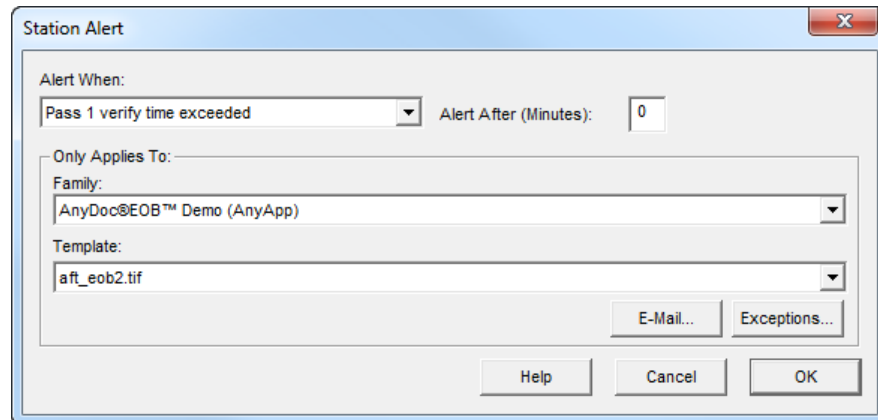 Station Alert
Alert When:
Pass 1 verify time exceeded
Alert After (Minutes):
0
Only Applies To:
Family:
AnyDoc®EOB™ Demo (AnyApp)
Template:
aft_eob2.tif
E-Mail...
Exceptions...
Help
Cancel
OK